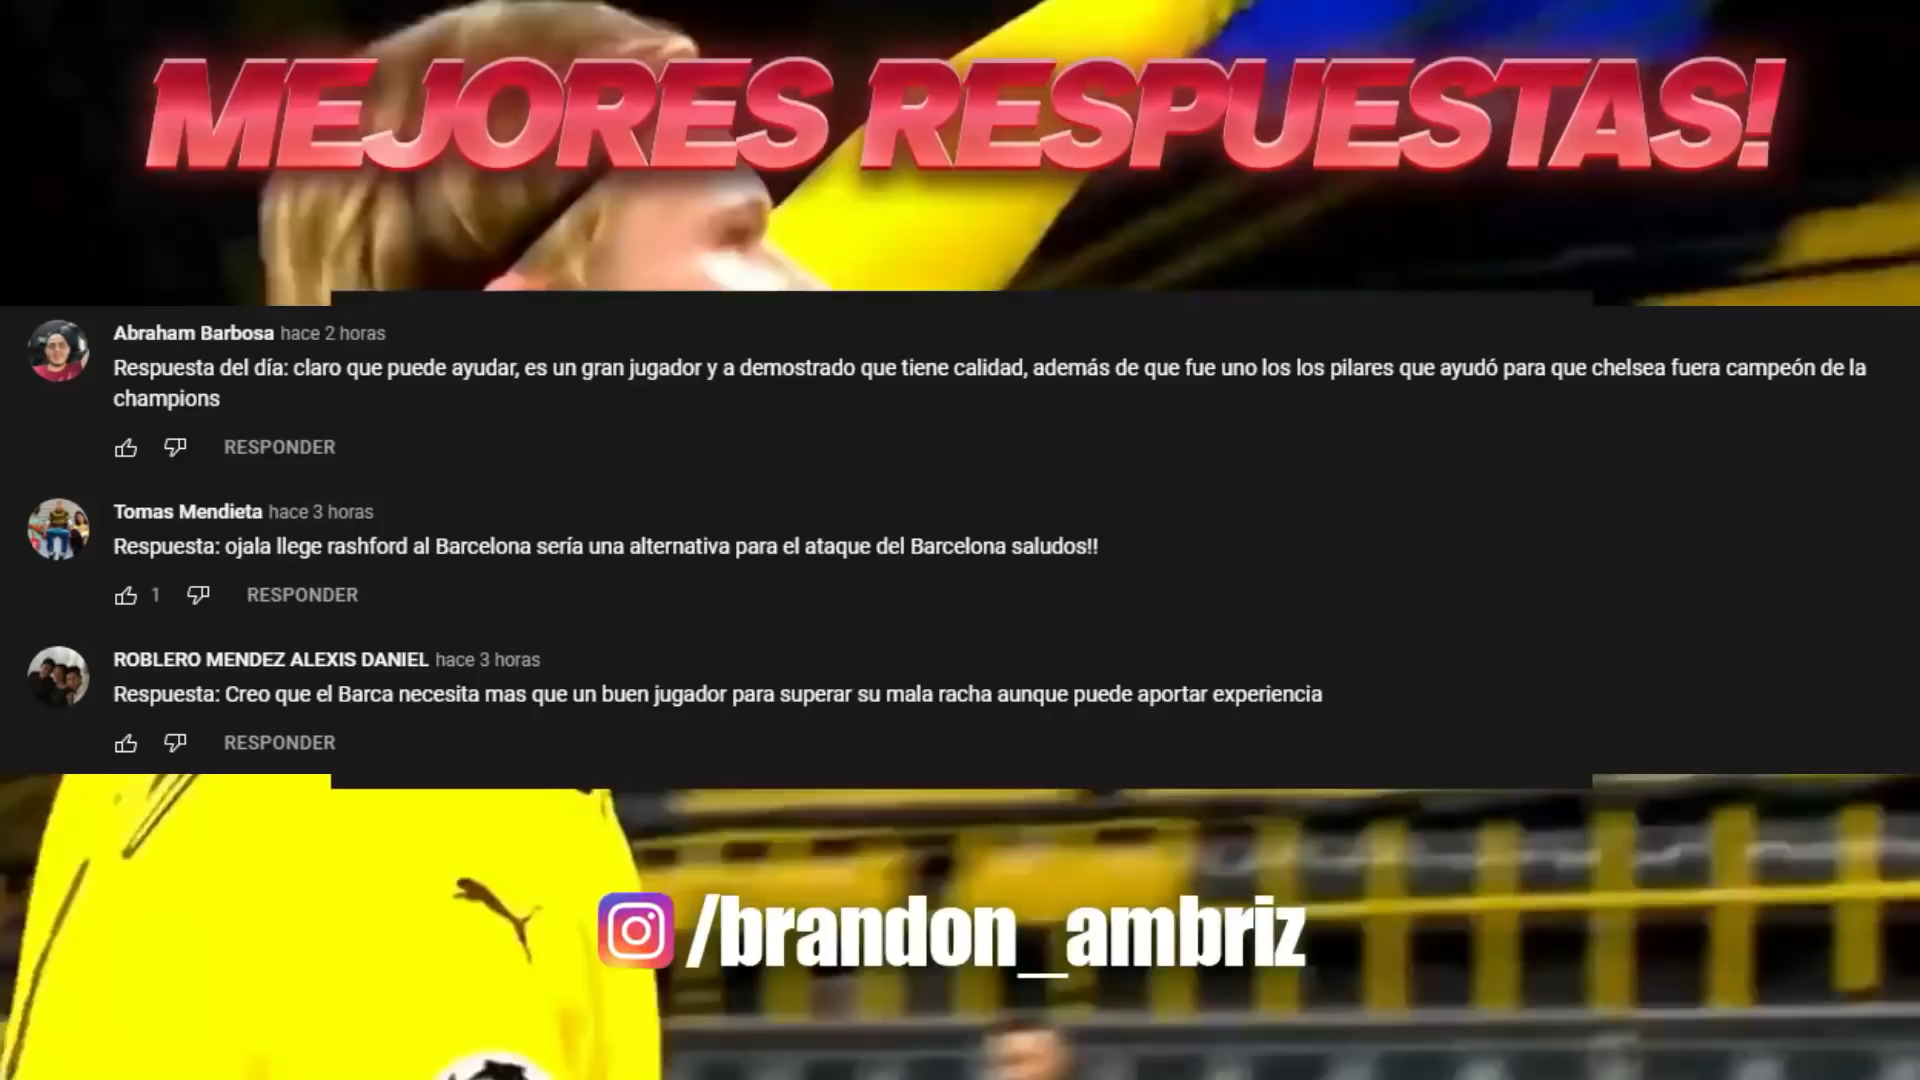 MEJORES RESPUESTAS!
Abraham Barbosa hace 2 horas
Respuesta del día: claro que puede ayudar, es un gran jugador y a demostrado que tiene calidad, además de que fue uno los los pilares que ayudó para que chelsea fuera campeón de la
champions
RESPONDER
Tomas Mendieta hace 3 horas
Respuesta: ojala llege rashford al Barcelona sería una alternativa para el ataque del Barcelona saludos!!
1 RESPONDER
ROBLERO MENDEZ ALEXIS DANIEL hace 3 horas
Respuesta: Creo que el Barca necesita mas que un buen jugador para superar su mala racha aunque puede aportar experiencia
RESPONDER
/brandon_ambriz